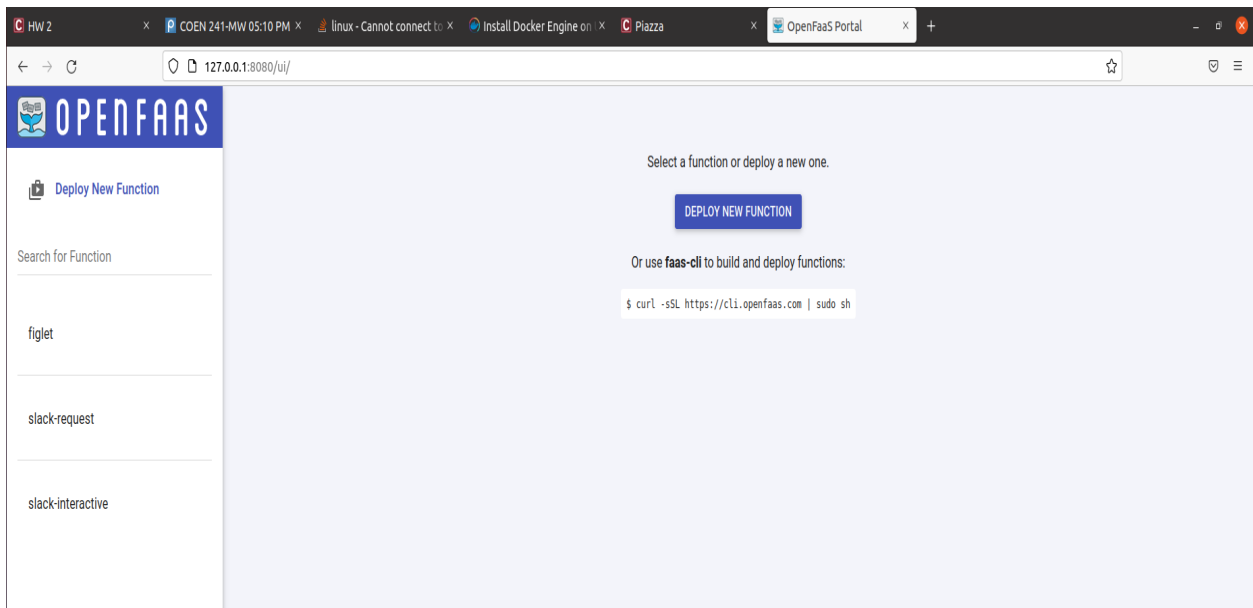 HW 2
COEN 241-MW 05:10 PM
linux - Cannot connect to
Install Docker Engine on
Piazza
OpenFaaS Portal
127.0.0.1:8080/ui/
OPENFAAS
Deploy New Function
Search for Function
figlet
slack-request
slack-interactive
Select a function or deploy a new one.
DEPLOY NEW FUNCTION
Or use faas-cli to build and deploy functions:
$ curl -sSL https://cli.openfaas.com | sudo sh